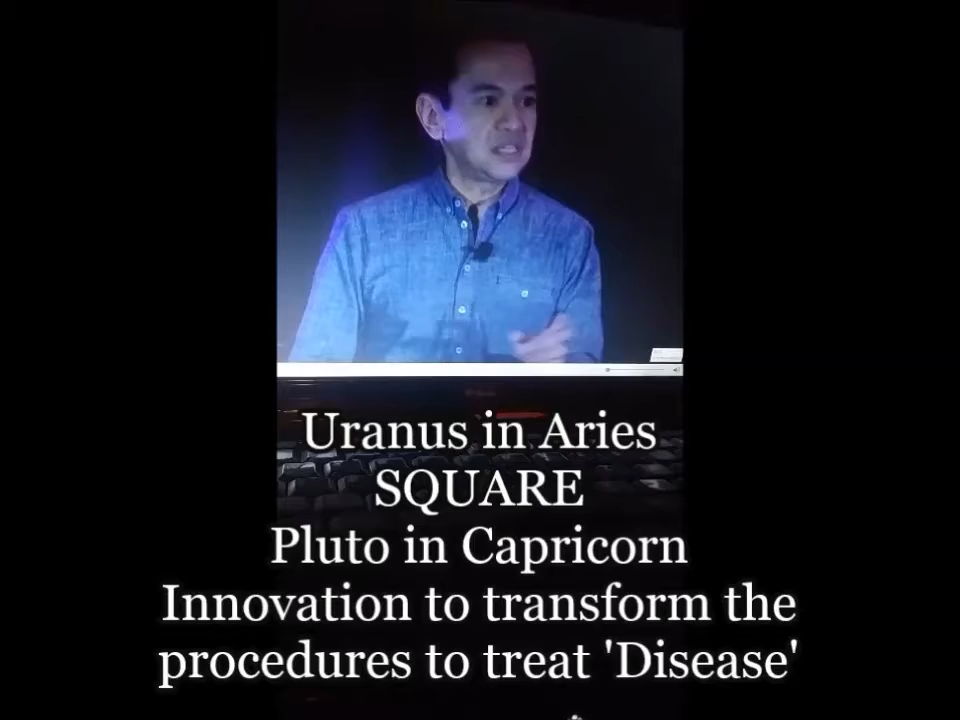 Uranus in Aries
SQUARE
Pluto in Capricorn
Innovation to transform the
procedures to treat 'Disease'